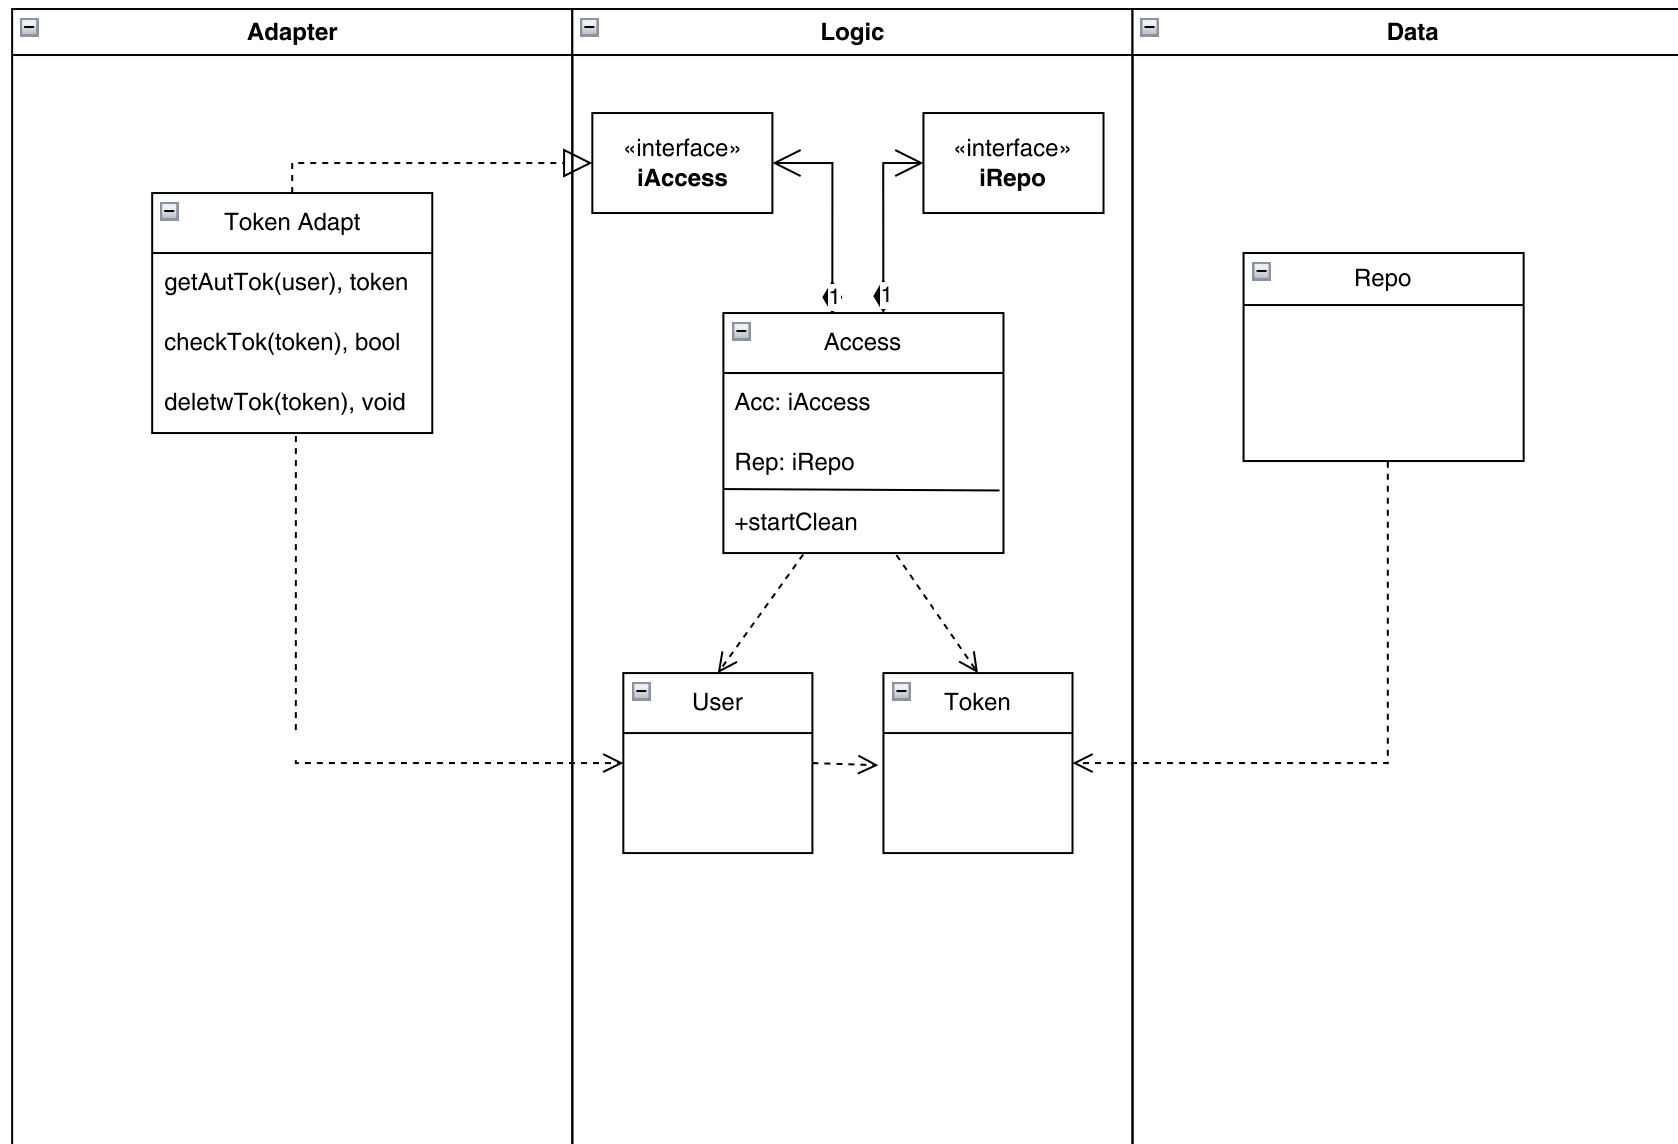 Adapter
Logic
Data
«interface»
iAccess
«interface»
iRepo
Token Adapt
getAutTok(user), token
checkTok(token), bool
deletwTok(token), void
1
1
Access
Acc: iAccess
Rep: iRepo
+startClean
Repo
User
Token